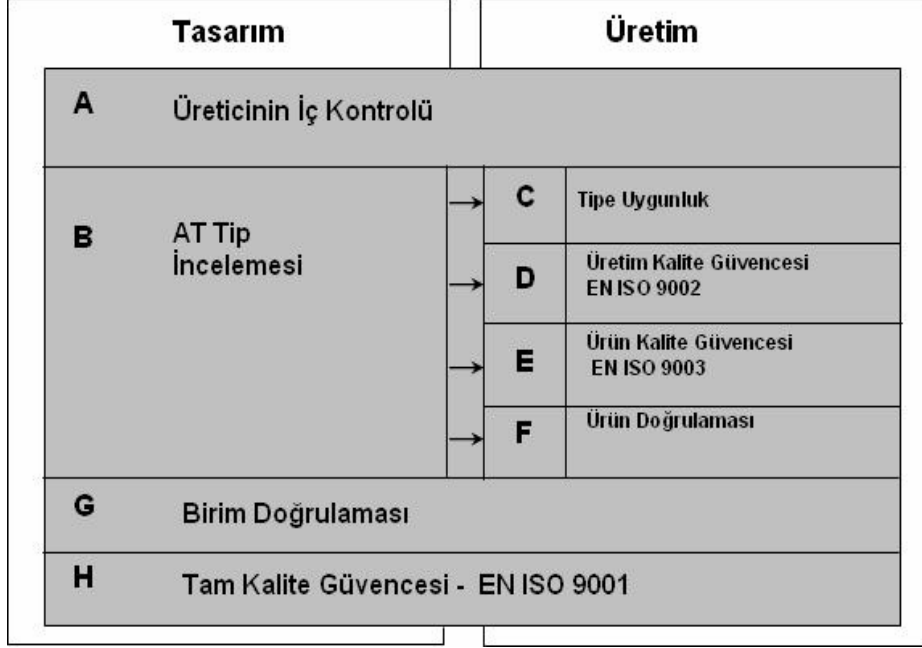 Tasarım
Üretim
A
Üreticinin İç Kontrolü
B
AT Tip
İncelemesi
C
Tipe Uygunluk
D
Üretim Kalite Güvencesi
EN ISO 9002
E
Ürün Kalite Güvencesi
EN ISO 9003
F
Ürün Doğrulaması
G
Birim Doğrulaması
H
Tam Kalite Güvencesi - EN ISO 9001